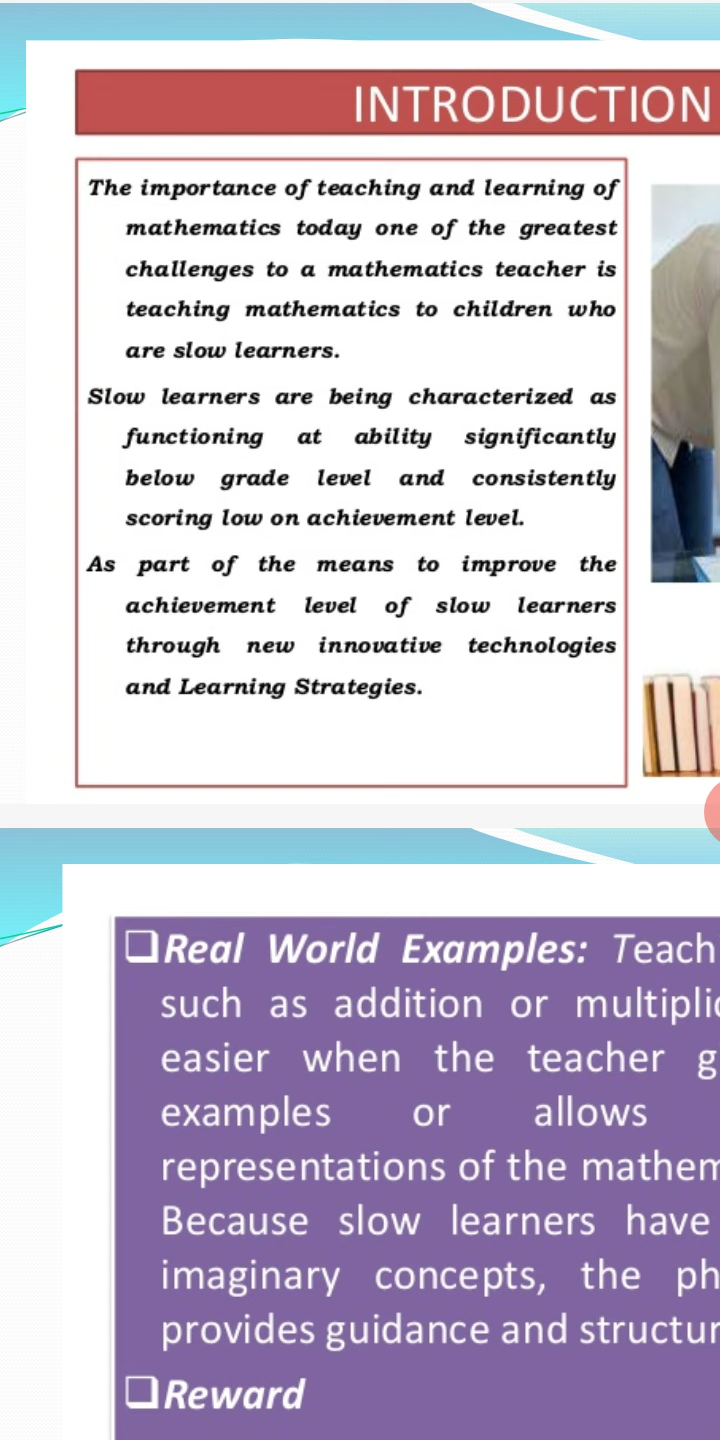 INTRODUCTION
The importance of teaching and learning of
mathematics today one of the greatest
challenges to a mathematics teacher is
teaching mathematics to children who
are slow learners.
Slow learners are being characterized as
functioning at ability significantly
below grade level and consistently
scoring low on achievement level.
As part of the means to improve the
achievement level of slow learners
through new innovative technologies
and Learning Strategies.
❑Real World Examples:
such as addition or
easier when the teacher
examples or allows
representations of the
Because slow learners have
imaginary concepts, the
provides guidance and
❑Reward